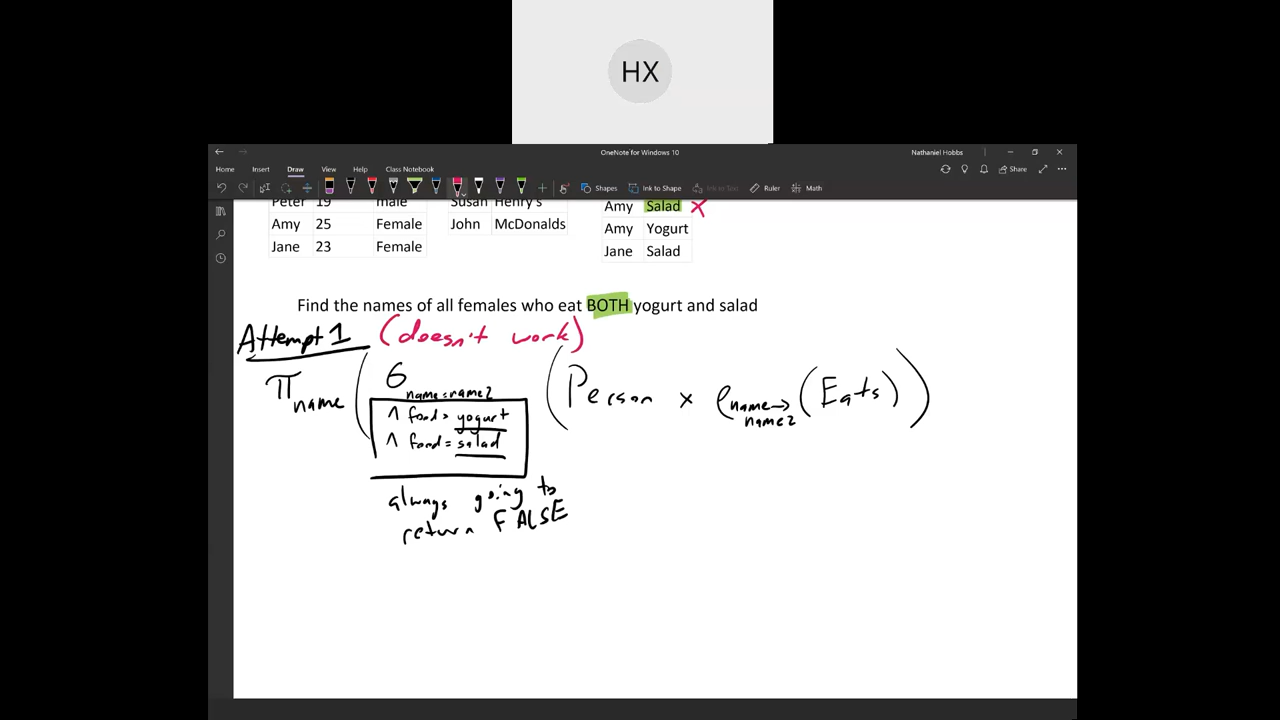 HX
OneNote for Windows 10
Nathaniel Hobbs
Home Insert Draw View Help Class Notebook
Share
Shapes Ink to Shape Ink to Text Ruler Math
Peter 19 male Susan Henry's Amy Salad X
Amy 25 Female John McDonalds Amy Yogurt
Jane 23 Female Jane Salad
Find the names of all females who eat BOTH yogurt and salad
Attempt 1 (doesn't work)
π name ( σ name=name2 ( Person × ρ name→ name2 (Eats) ) )
∧ food = yogurt
∧ food = salad
always going to
return FALSE